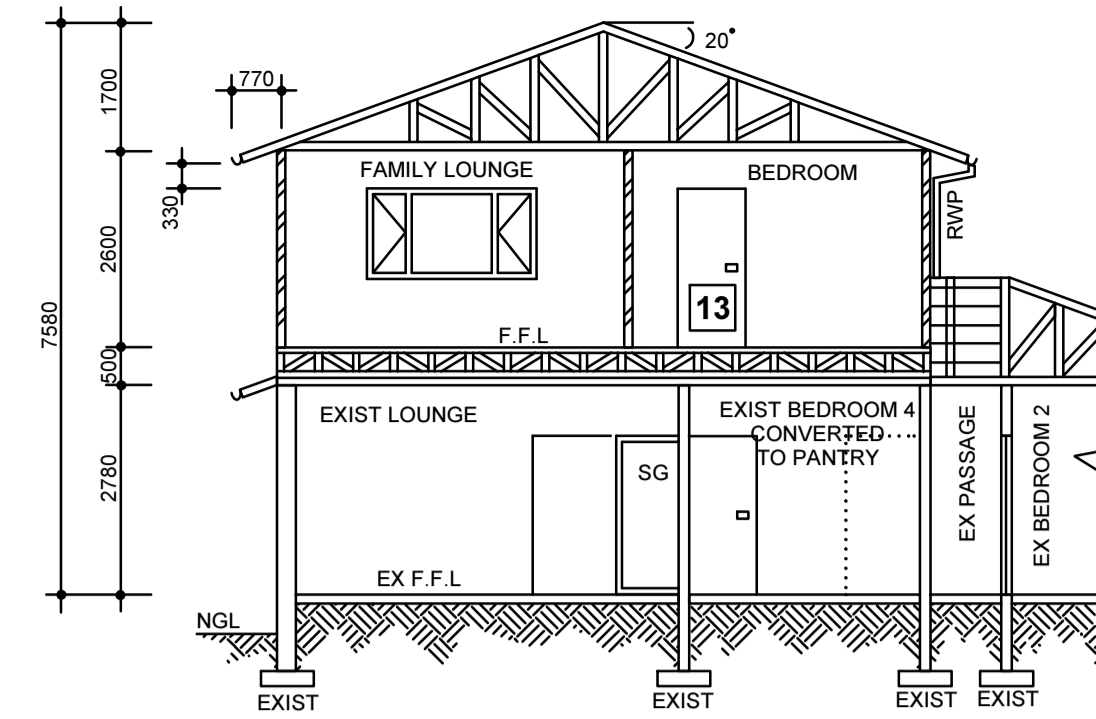 20°
770
1700
330
2600
7580
500
2780
FAMILY LOUNGE
BEDROOM
RWP
13
F.F.L
EXIST LOUNGE
EXIST BEDROOM 4
CONVERTED
TO PANTRY
SG
EX PASSAGE
EX BEDROOM 2
EX F.F.L
NGL
EXIST
EXIST
EXIST
EXIST